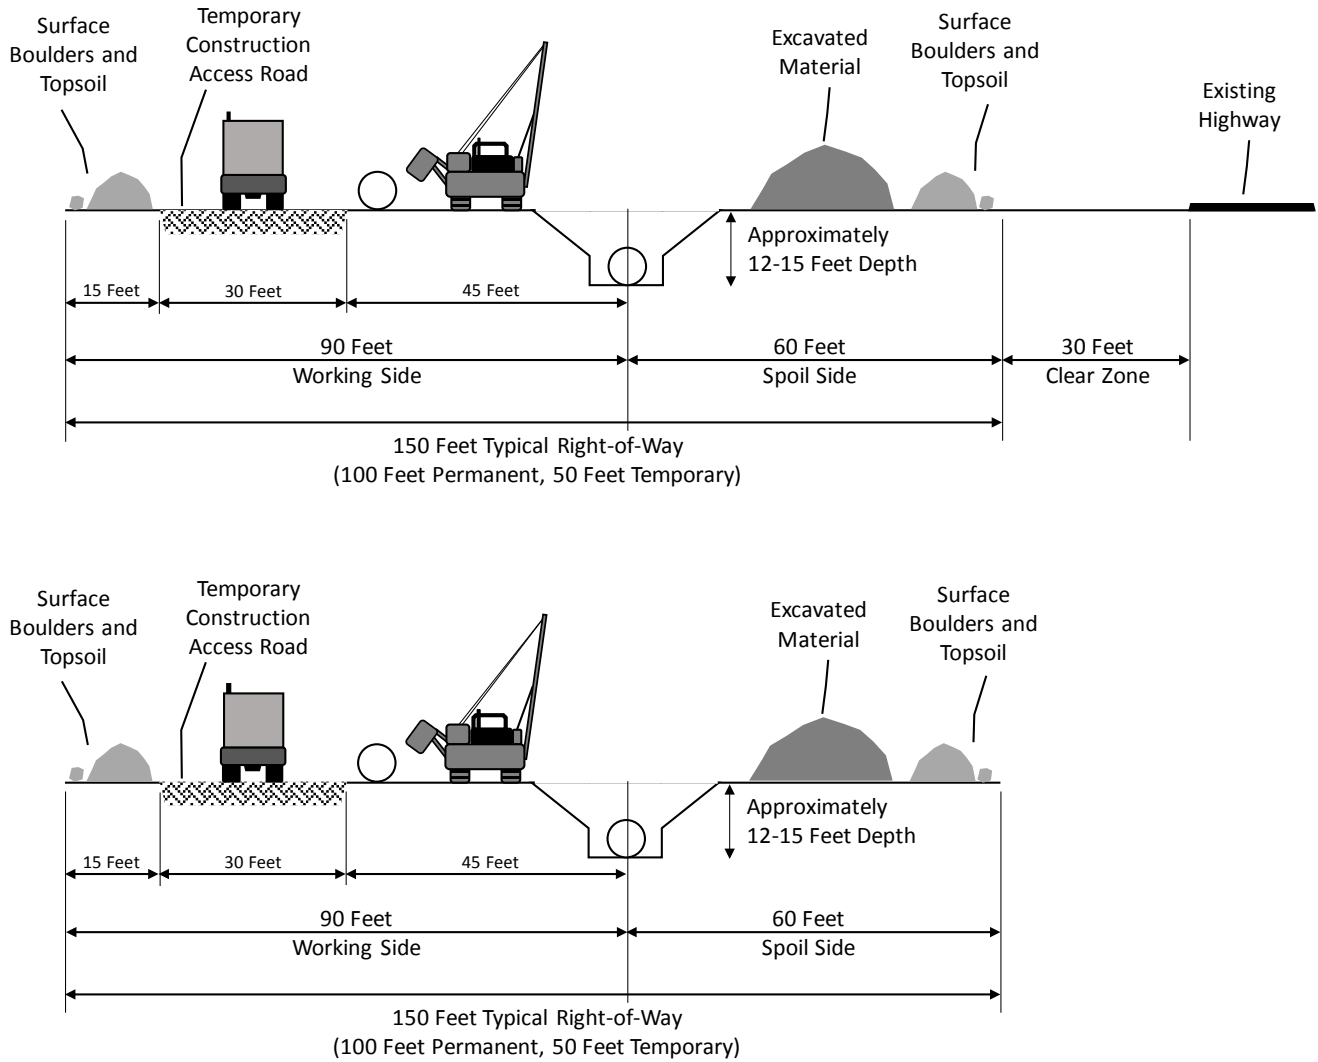 Surface
Boulders and
Topsoil
Temporary
Construction
Access Road
Excavated
Material
Surface
Boulders and
Topsoil
Existing
Highway
Approximately
12-15 Feet Depth
15 Feet
30 Feet
45 Feet
90 Feet
Working Side
60 Feet
Spoil Side
30 Feet
Clear Zone
150 Feet Typical Right-of-Way
(100 Feet Permanent, 50 Feet Temporary)
Surface
Boulders and
Topsoil
Temporary
Construction
Access Road
Excavated
Material
Surface
Boulders and
Topsoil
Approximately
12-15 Feet Depth
15 Feet
30 Feet
45 Feet
90 Feet
Working Side
60 Feet
Spoil Side
150 Feet Typical Right-of-Way
(100 Feet Permanent, 50 Feet Temporary)